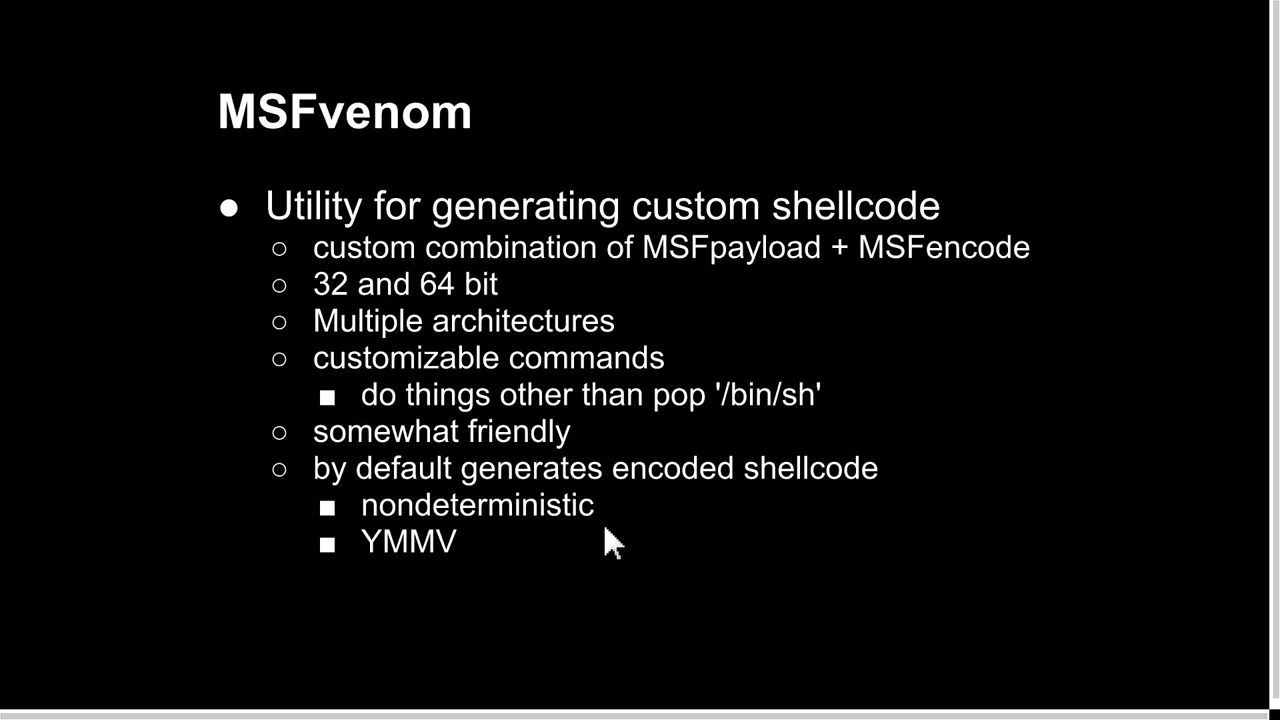 MSFvenom
● Utility for generating custom shellcode
○ custom combination of MSFpayload + MSFencode
○ 32 and 64 bit
○ Multiple architectures
○ customizable commands
■ do things other than pop '/bin/sh'
○ somewhat friendly
○ by default generates encoded shellcode
■ nondeterministic
■ YMMV